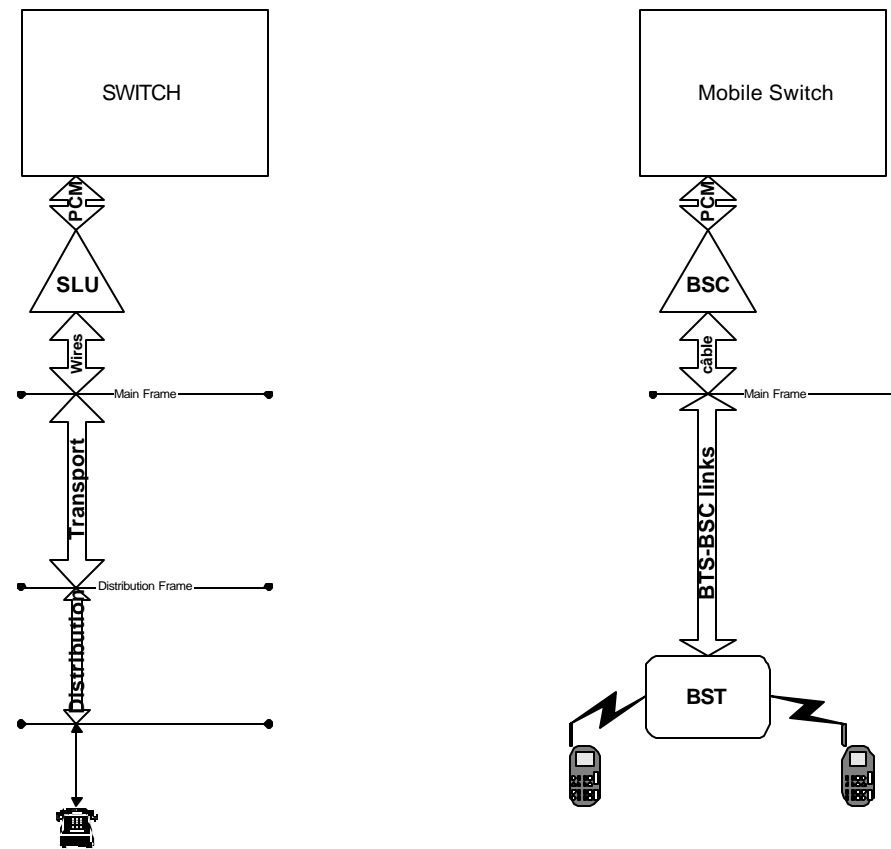 SWITCH
PCM
SLU
Wires
Main Frame
Transport
Distribution Frame
Distribution
Mobile Switch
PCM
BSC
câble
Main Frame
BTS-BSC links
BST